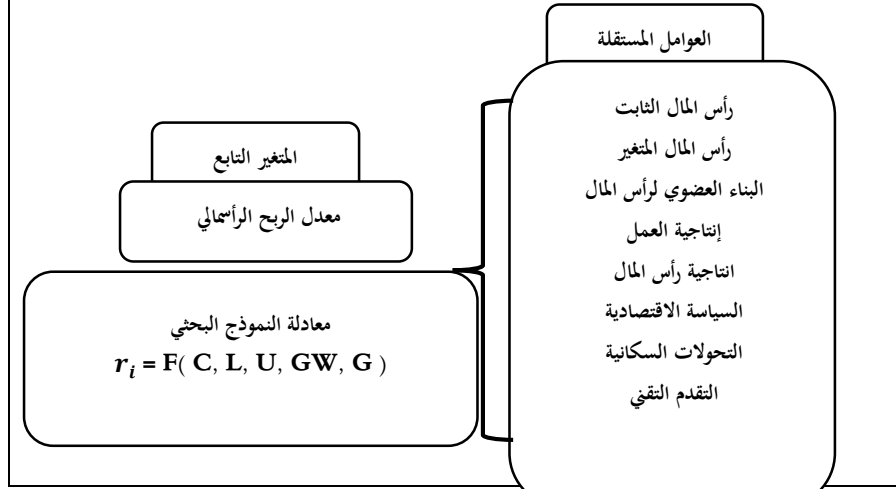 العوامل المستقلة
رأس المال الثابت
رأس المال المتغير
البناء العضوي لرأس المال
إنتاجية العمل
انتاجية رأس المال
السياسة الاقتصادية
التحولات السكانية
التقدم التقني
المتغير التابع
معدل الربح الرأسمالي
معادلة النموذج البحثي
r_i = F( C, L, U, GW, G )